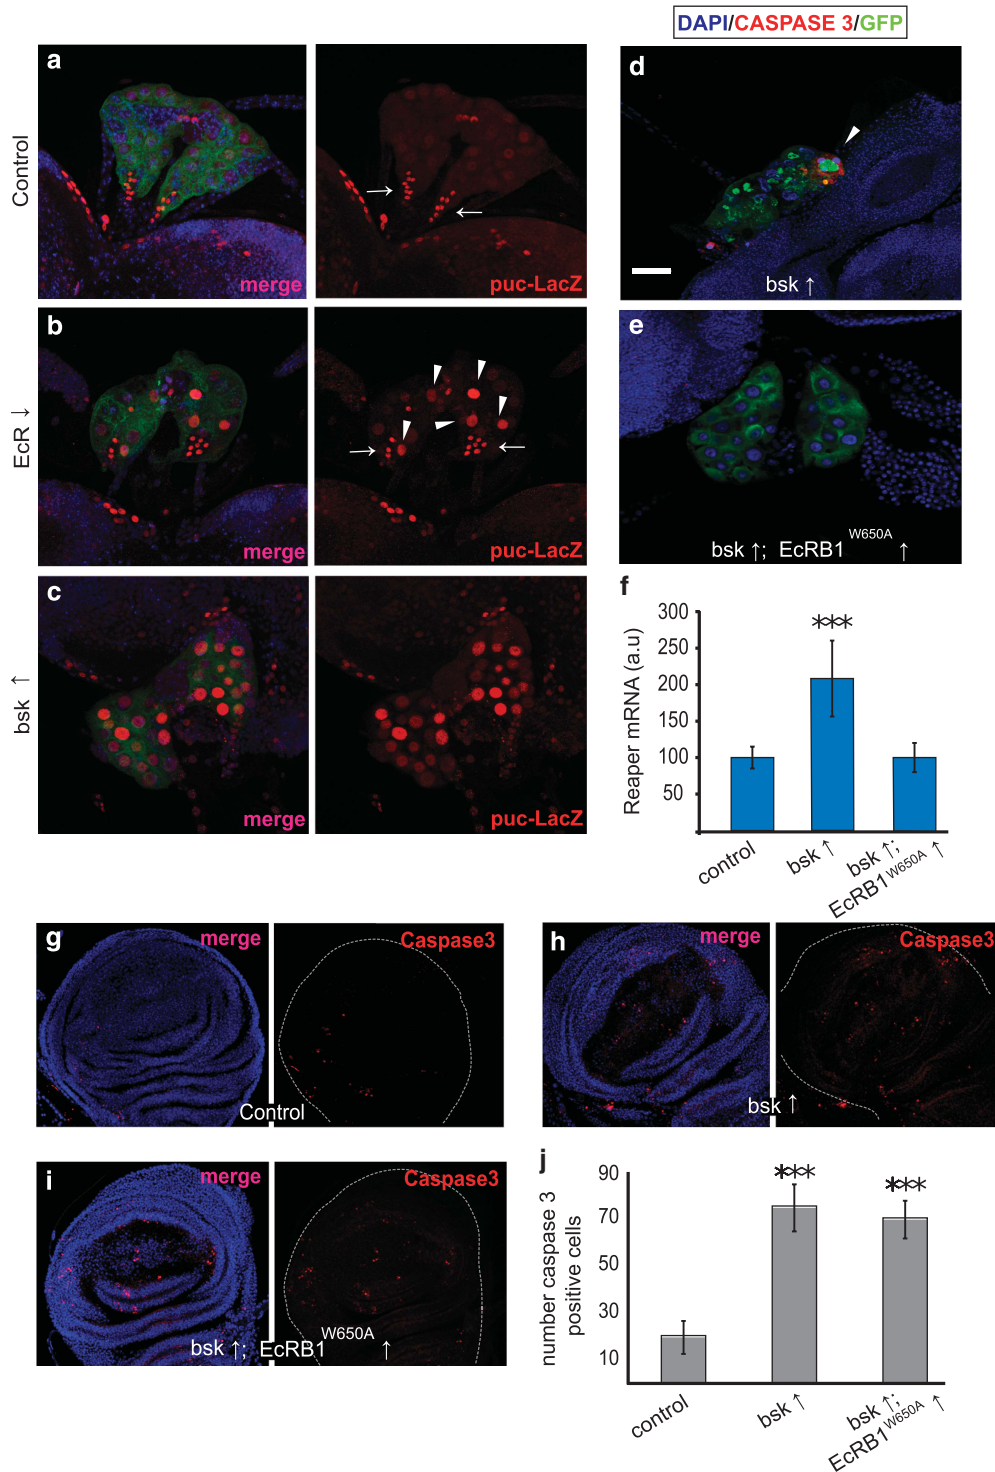 DAPI/CASPASE 3/GFP
a
Control
merge
puc-LacZ
b
EcR ↓
merge
puc-LacZ
c
bsk ↑
merge
puc-LacZ
d
bsk ↑
e
bsk ↑; EcRB1 W650A ↑
f
Reaper mRNA (a.u)
300
250
200
150
100
50
***
control
bsk ↑
bsk ↑;
EcRB1 W650A ↑
g
merge
Caspase3
Control
h
merge
Caspase3
bsk ↑
i
merge
Caspase3
bsk ↑; EcRB1 W650A ↑
j
number caspase 3
positive cells
90
70
50
30
10
***
***
control
bsk ↑
bsk ↑;
EcRB1 W650A ↑